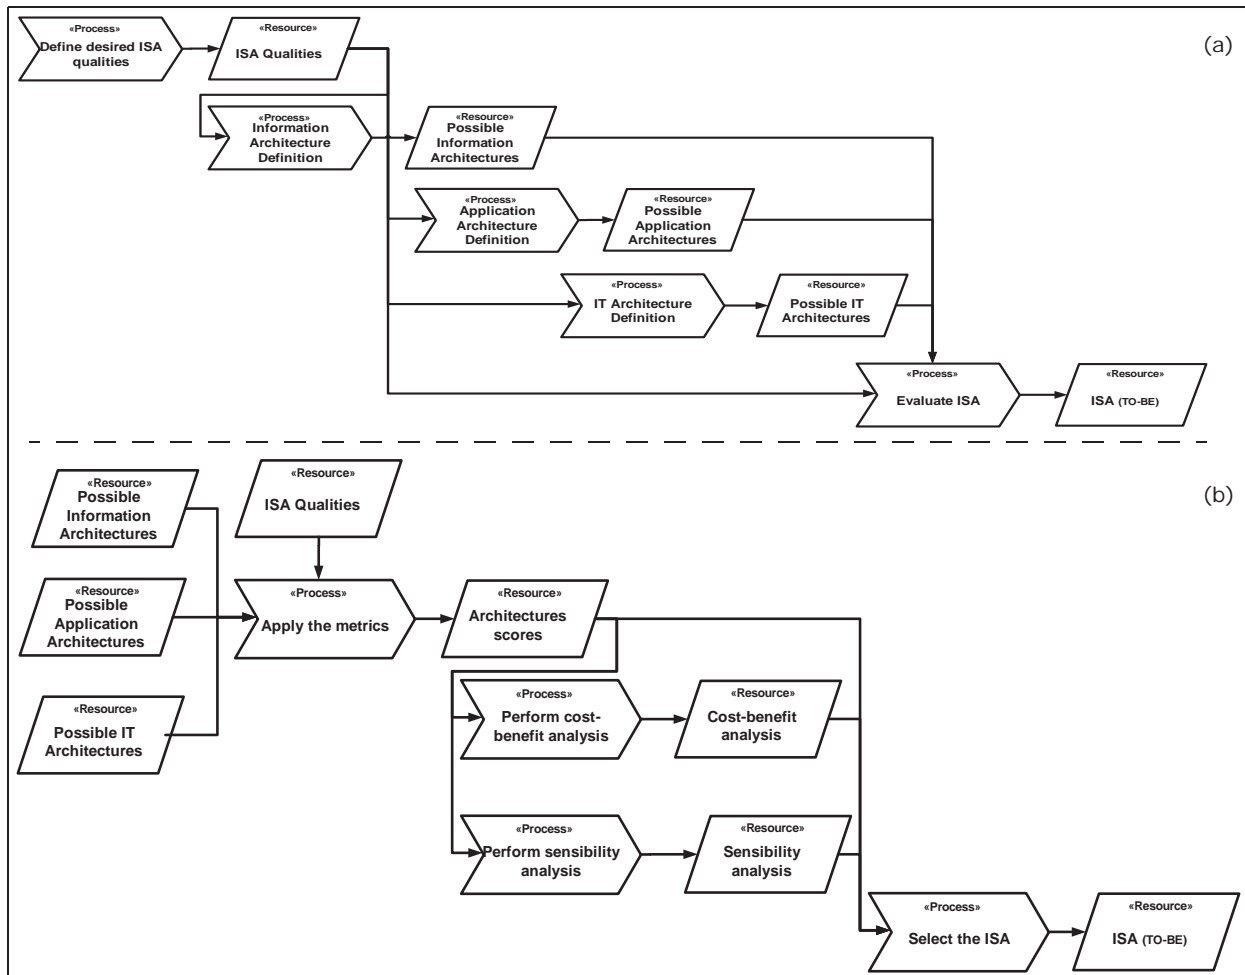 «Process»
Define desired ISA
qualities
«Resource»
ISA Qualities
(a)
«Process»
Information
Architecture
Definition
«Resource»
Possible
Information
Architectures
«Process»
Application
Architecture
Definition
«Resource»
Possible
Application
Architectures
«Process»
IT Architecture
Definition
«Resource»
Possible IT
Architectures
«Process»
Evaluate ISA
«Resource»
ISA (TO-BE)
(b)
«Resource»
Possible
Information
Architectures
«Resource»
ISA Qualities
«Resource»
Possible
Application
Architectures
«Process»
Apply the metrics
«Resource»
Architectures
scores
«Resource»
Possible IT
Architectures
«Process»
Perform cost-
benefit analysis
«Resource»
Cost-benefit
analysis
«Process»
Perform sensibility
analysis
«Resource»
Sensibility
analysis
«Process»
Select the ISA
«Resource»
ISA (TO-BE)